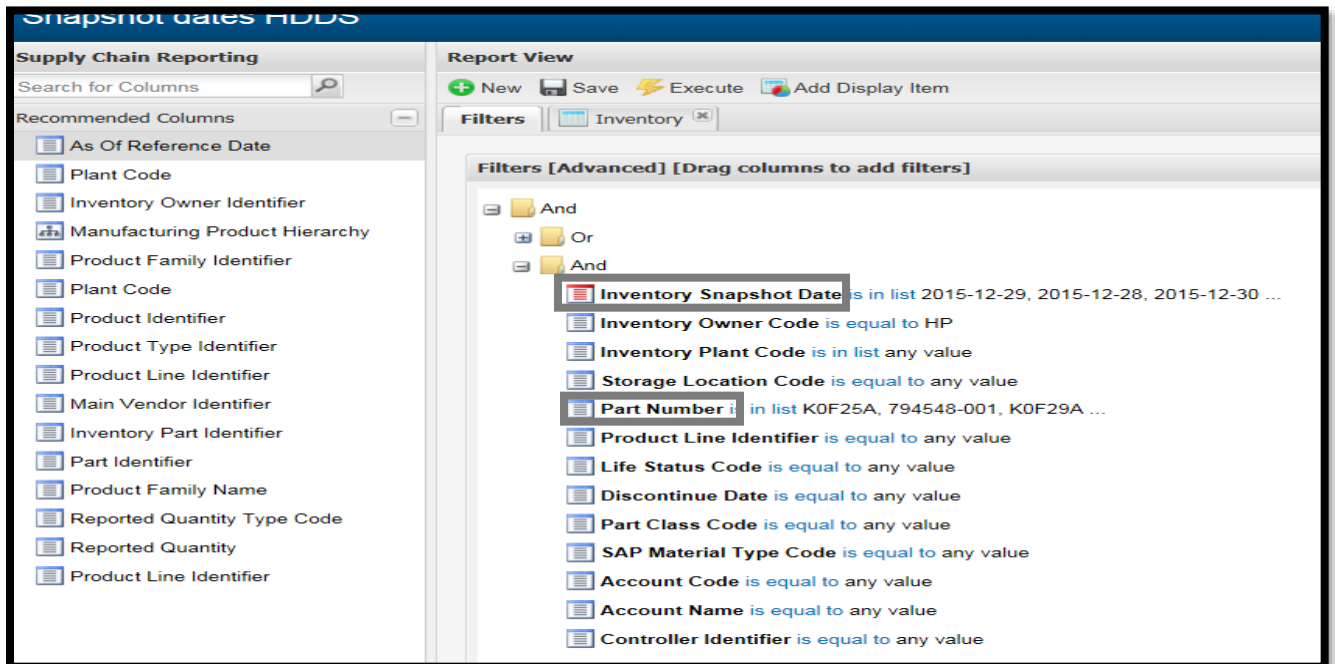 Snapshot dates HDDS
Supply Chain Reporting
Search for Columns
Recommended Columns
As Of Reference Date
Plant Code
Inventory Owner Identifier
Manufacturing Product Hierarchy
Product Family Identifier
Plant Code
Product Identifier
Product Type Identifier
Product Line Identifier
Main Vendor Identifier
Inventory Part Identifier
Part Identifier
Product Family Name
Reported Quantity Type Code
Reported Quantity
Product Line Identifier
Report View
New Save Execute Add Display Item
Filters Inventory
Filters [Advanced] [Drag columns to add filters]
And
Or
And
Inventory Snapshot Date is in list 2015-12-29, 2015-12-28, 2015-12-30 ...
Inventory Owner Code is equal to HP
Inventory Plant Code is in list any value
Storage Location Code is equal to any value
Part Number is in list K0F25A, 794548-001, K0F29A ...
Product Line Identifier is equal to any value
Life Status Code is equal to any value
Discontinue Date is equal to any value
Part Class Code is equal to any value
SAP Material Type Code is equal to any value
Account Code is equal to any value
Account Name is equal to any value
Controller Identifier is equal to any value